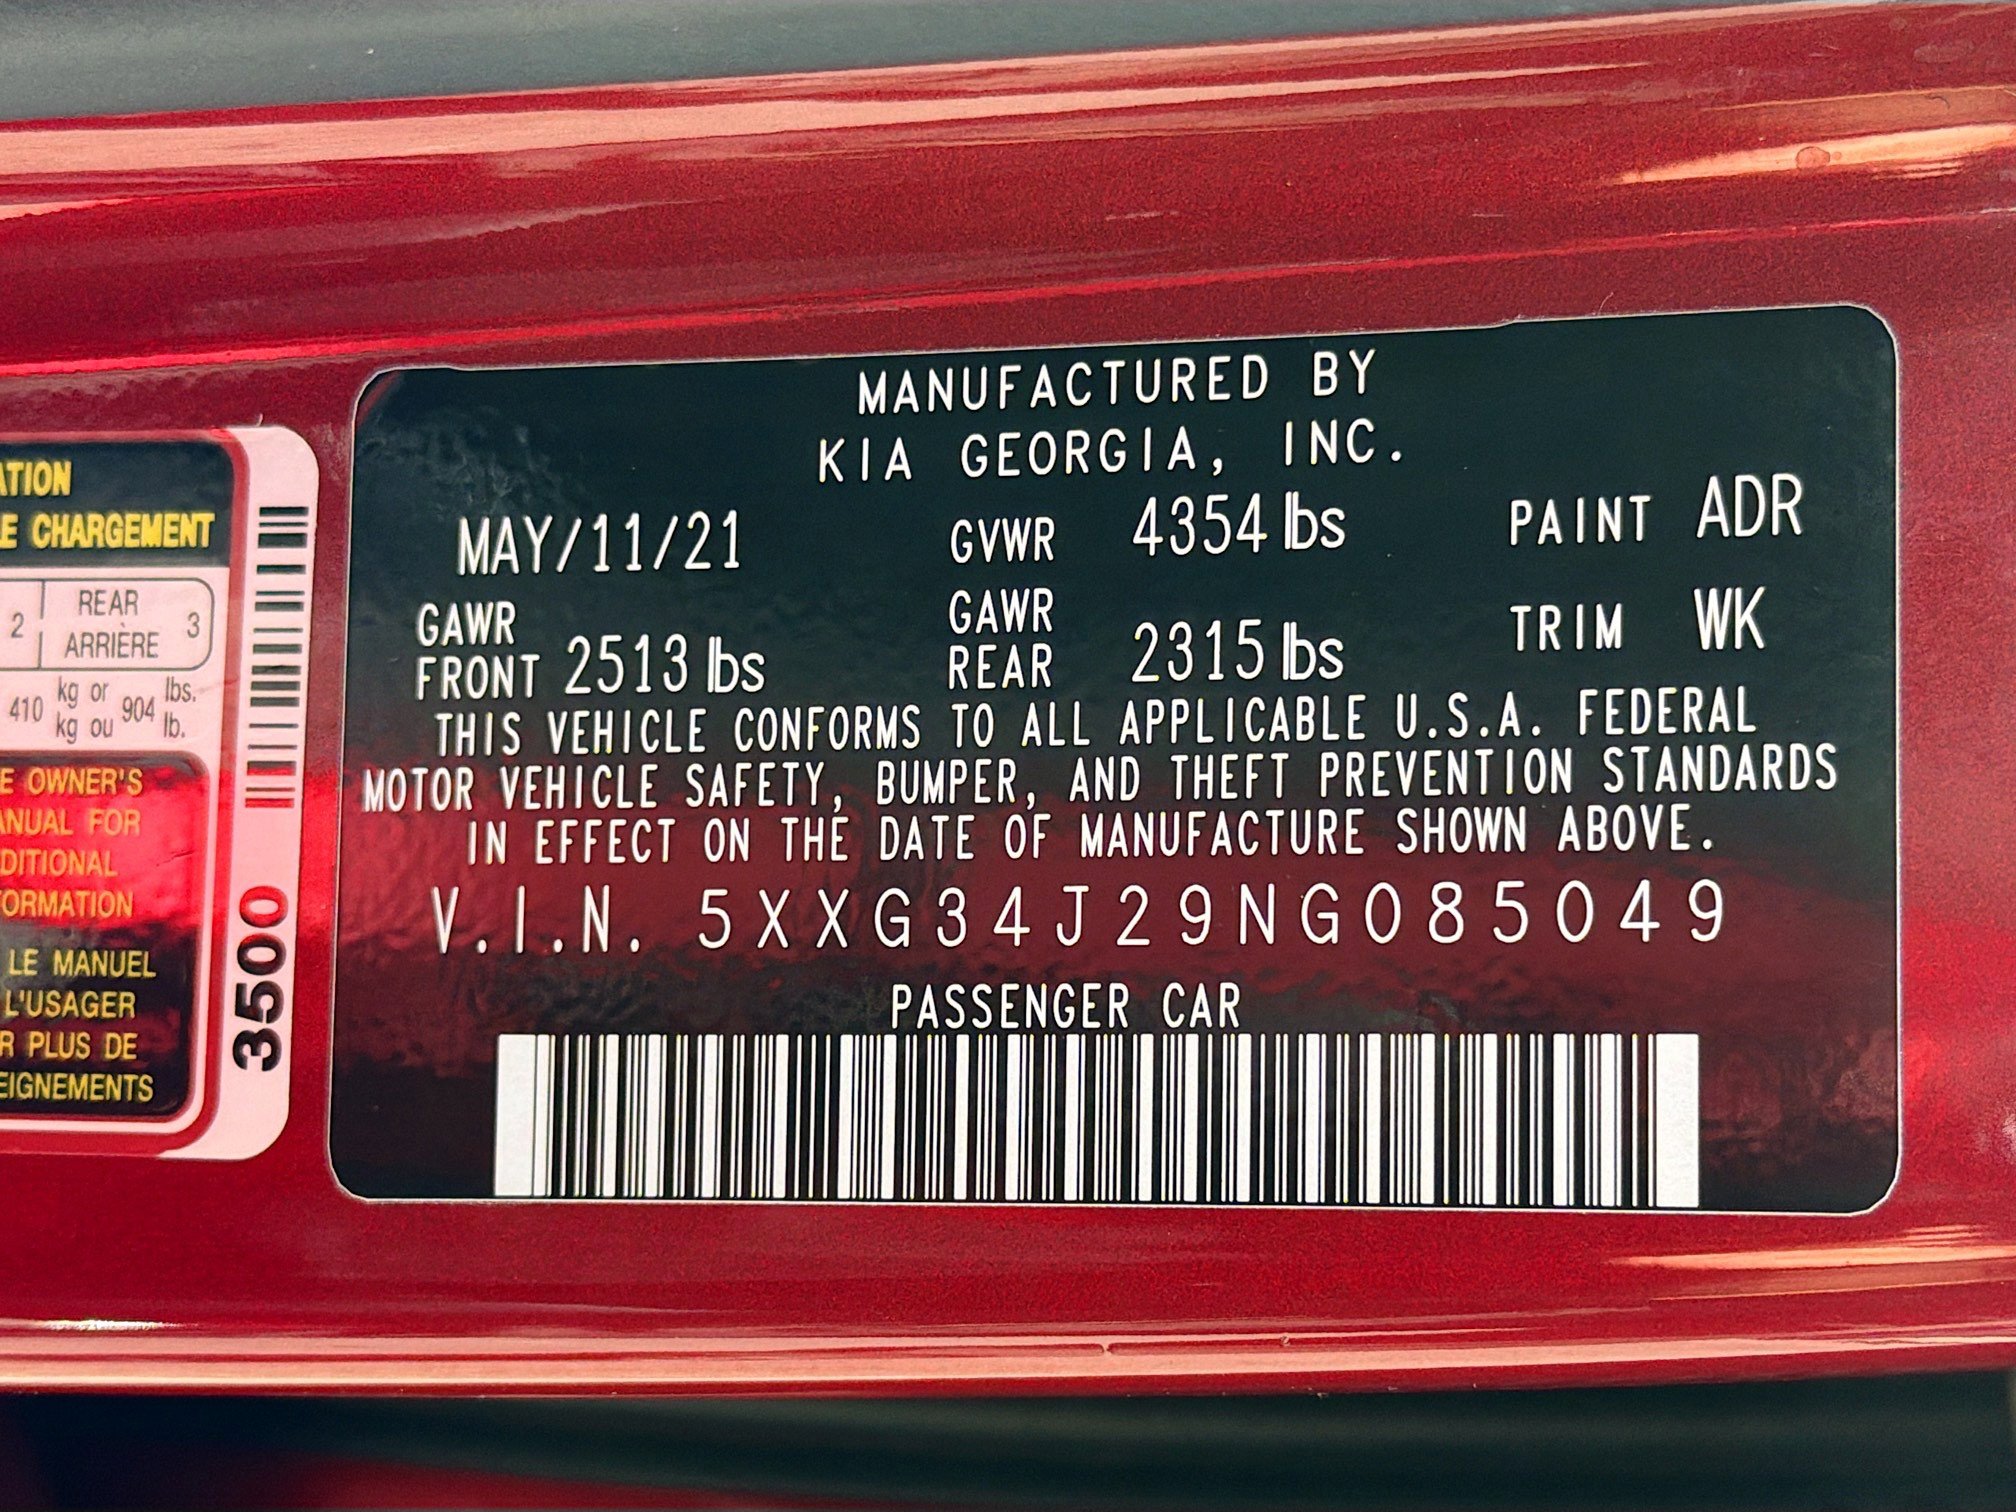 ATION
E CHARGEMENT
2 REAR ARRIÈRE 3
410 kg or 904 lbs.
kg ou lb.
E OWNER'S
ANUAL FOR
DITIONAL
FORMATION
LE MANUEL
L'USAGER
R PLUS DE
EIGNEMENTS
3500
MANUFACTURED BY
KIA GEORGIA, INC.
MAY/11/21 GVWR 4354 lbs PAINT ADR
GAWR FRONT 2513 lbs GAWR REAR 2315 lbs TRIM WK
THIS VEHICLE CONFORMS TO ALL APPLICABLE U.S.A. FEDERAL
MOTOR VEHICLE SAFETY, BUMPER, AND THEFT PREVENTION STANDARDS
IN EFFECT ON THE DATE OF MANUFACTURE SHOWN ABOVE.
V.I.N. 5XXG34J29NG085049
PASSENGER CAR